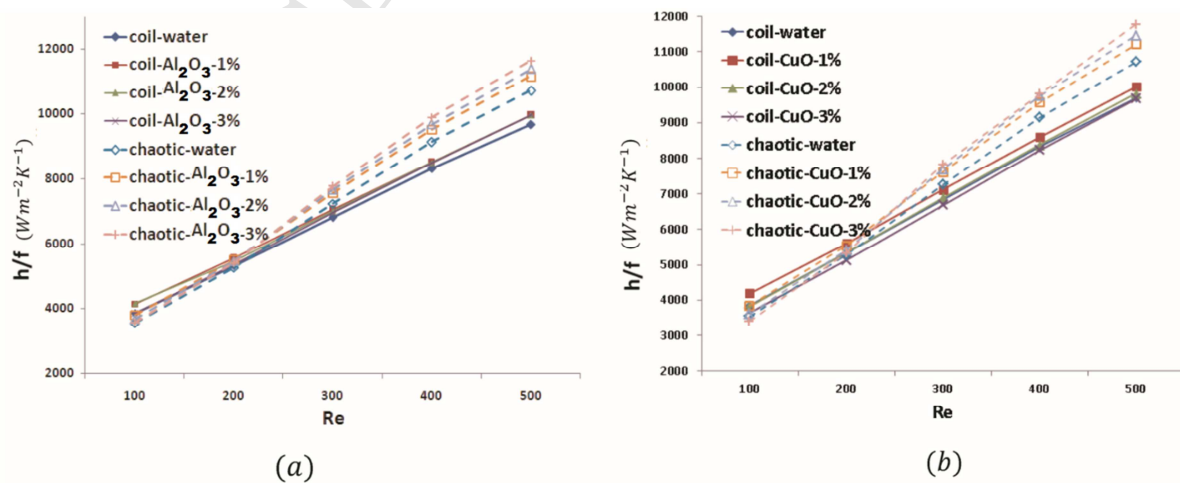 12000
10000
8000
6000
4000
2000
h/f (Wm⁻²K⁻¹)
coil-water
coil-Al₂O₃-1%
coil-Al₂O₃-2%
coil-Al₂O₃-3%
chaotic-water
chaotic-Al₂O₃-1%
chaotic-Al₂O₃-2%
chaotic-Al₂O₃-3%
100 200 300 400 500
Re
(a)
12000
11000
10000
9000
8000
7000
6000
5000
4000
3000
2000
h/f (Wm⁻²K⁻¹)
coil-water
coil-CuO-1%
coil-CuO-2%
coil-CuO-3%
chaotic-water
chaotic-CuO-1%
chaotic-CuO-2%
chaotic-CuO-3%
100 200 300 400 500
Re
(b)